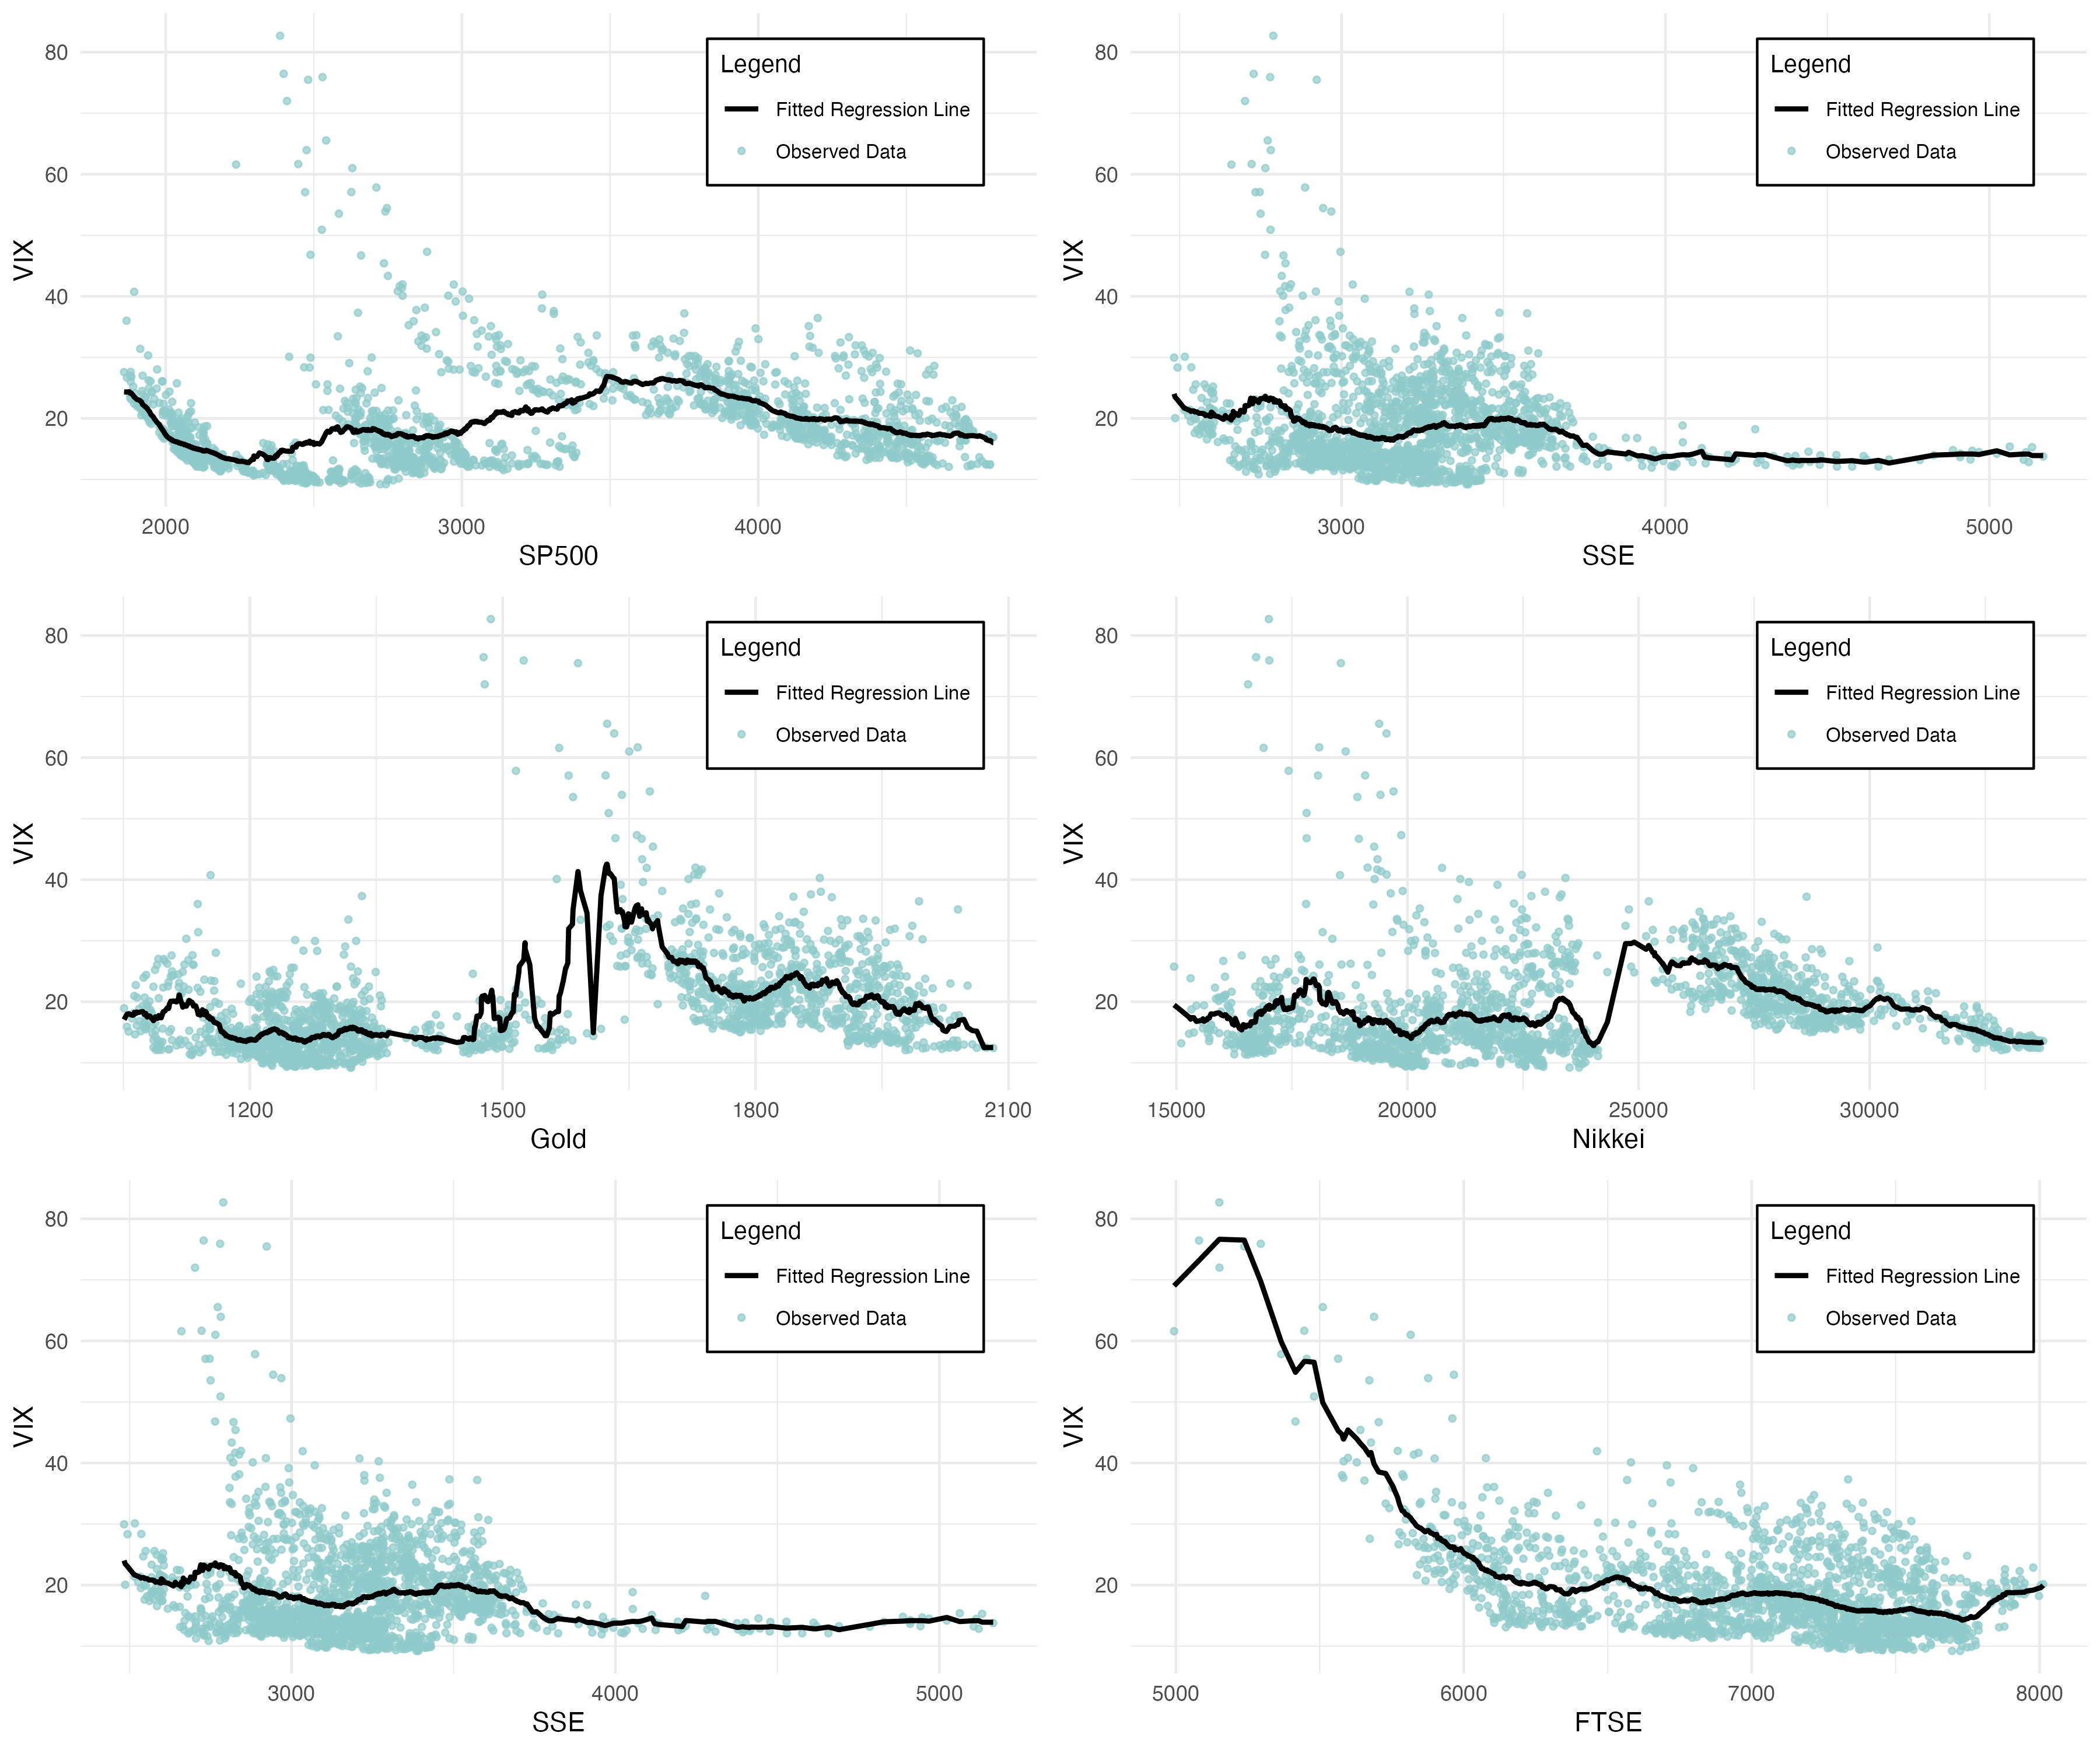 80
60
40
20
VIX
2000
3000
4000
SP500
Legend
Fitted Regression Line
Observed Data
80
60
40
20
VIX
3000
4000
5000
SSE
Legend
Fitted Regression Line
Observed Data
80
60
40
20
VIX
1200
1500
1800
2100
Gold
Legend
Fitted Regression Line
Observed Data
80
60
40
20
VIX
15000
20000
25000
30000
Nikkei
Legend
Fitted Regression Line
Observed Data
80
60
40
20
VIX
3000
4000
5000
SSE
Legend
Fitted Regression Line
Observed Data
80
60
40
20
VIX
5000
6000
7000
8000
FTSE
Legend
Fitted Regression Line
Observed Data